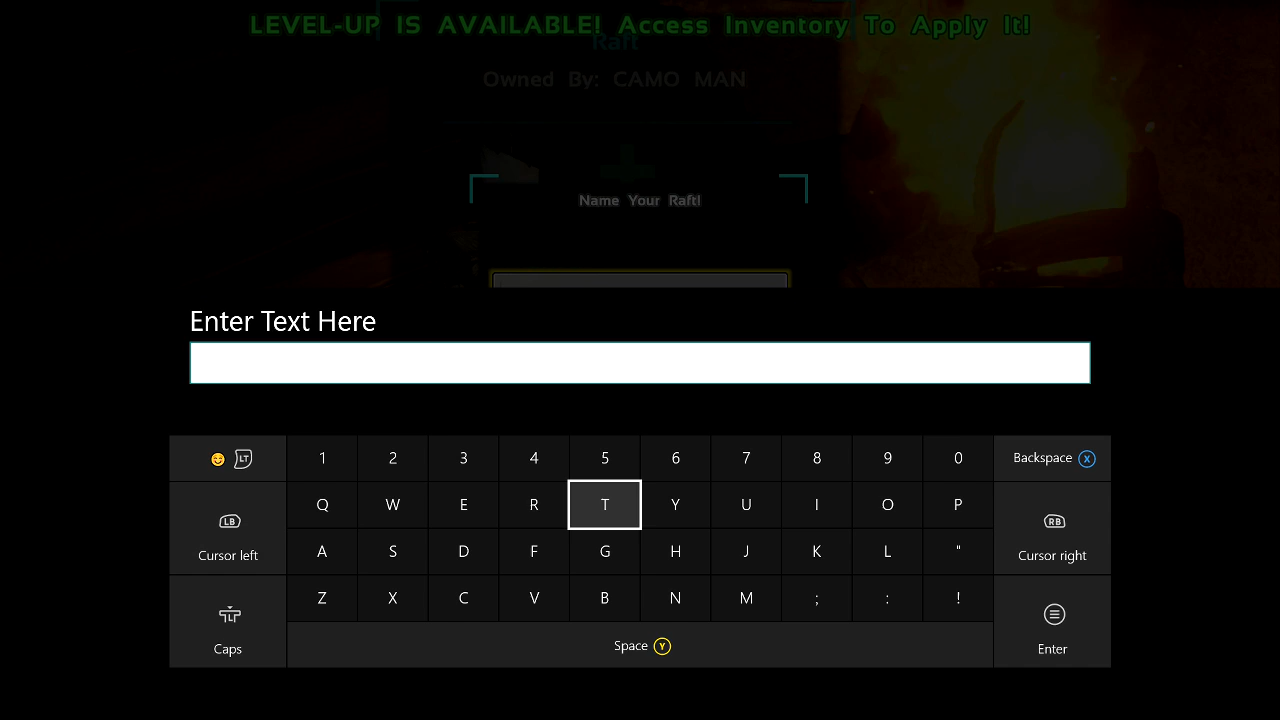 LEVEL-UP IS AVAILABLE! Access Inventory To Apply It!
Raft
Owned By: CAMO MAN
Name Your Raft!
Enter Text Here
LT 1 2 3 4 5 6 7 8 9 0 Backspace X
Q W E R T Y U I O P
LB Cursor left
A S D F G H J K L "
RB Cursor right
Z X C V B N M ; : !
LT Caps
Space Y
Enter